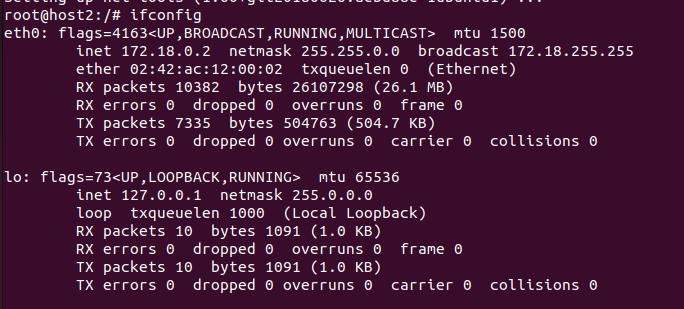 root@host2:/# ifconfig
eth0: flags=4163<UP,BROADCAST,RUNNING,MULTICAST>  mtu 1500
        inet 172.18.0.2  netmask 255.255.0.0  broadcast 172.18.255.255
        ether 02:42:ac:12:00:02  txqueuelen 0  (Ethernet)
        RX packets 10382  bytes 26107298 (26.1 MB)
        RX errors 0  dropped 0  overruns 0  frame 0
        TX packets 7335  bytes 504763 (504.7 KB)
        TX errors 0  dropped 0 overruns 0  carrier 0  collisions 0

lo: flags=73<UP,LOOPBACK,RUNNING>  mtu 65536
        inet 127.0.0.1  netmask 255.0.0.0
        loop  txqueuelen 1000  (Local Loopback)
        RX packets 10  bytes 1091 (1.0 KB)
        RX errors 0  dropped 0  overruns 0  frame 0
        TX packets 10  bytes 1091 (1.0 KB)
        TX errors 0  dropped 0 overruns 0  carrier 0  collisions 0